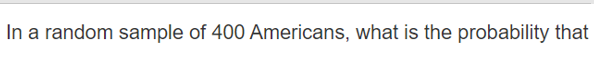 In a random sample of 400 Americans, what is the probability that